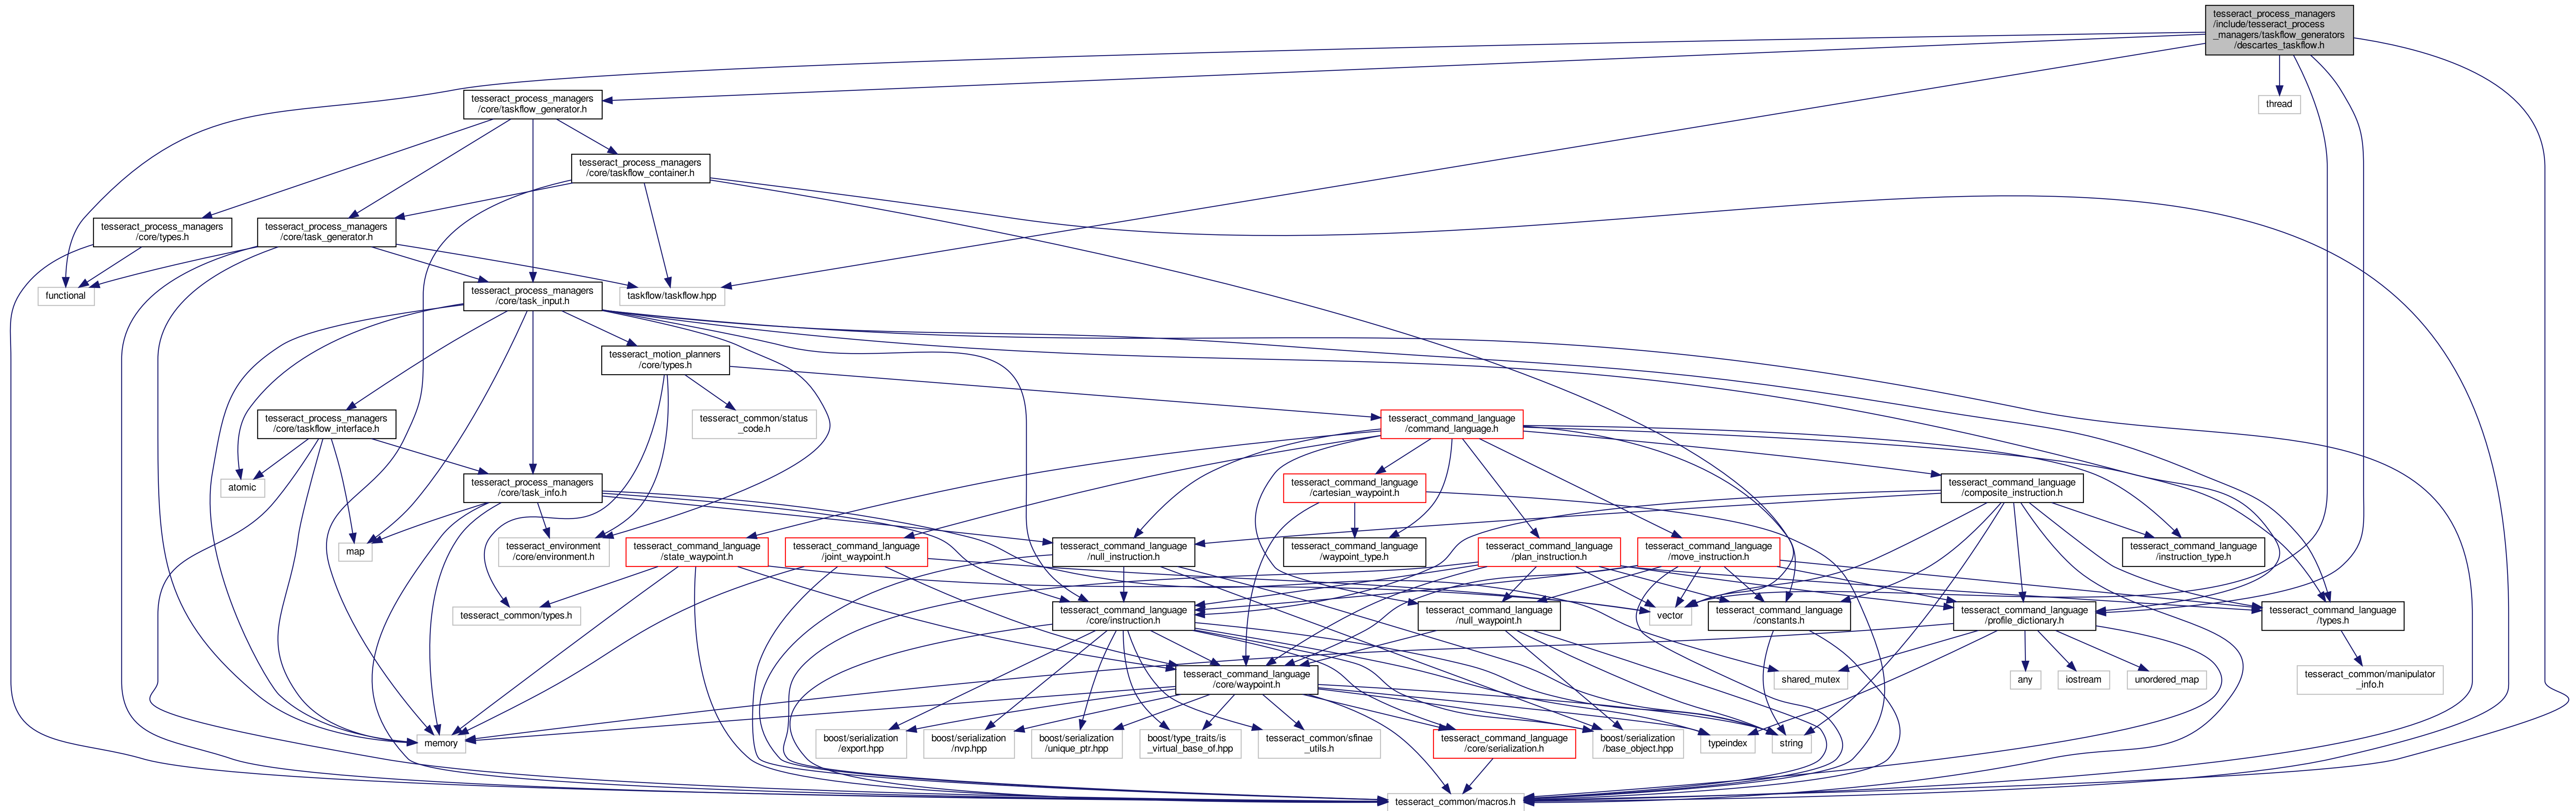 tesseract_process_managers
/include/tesseract_process
_managers/taskflow_generators
/descartes_taskflow.h
tesseract_process_managers
/core/taskflow_generator.h
thread
tesseract_process_managers
/core/taskflow_container.h
tesseract_process_managers
/core/types.h
tesseract_process_managers
/core/task_generator.h
functional
tesseract_process_managers
/core/task_input.h
taskflow/taskflow.hpp
tesseract_motion_planners
/core/types.h
tesseract_process_managers
/core/taskflow_interface.h
tesseract_common/status
_code.h
tesseract_command_language
/command_language.h
atomic
tesseract_process_managers
/core/task_info.h
tesseract_command_language
/cartesian_waypoint.h
tesseract_command_language
/composite_instruction.h
map
tesseract_environment
/core/environment.h
tesseract_command_language
/state_waypoint.h
tesseract_command_language
/joint_waypoint.h
tesseract_command_language
/null_instruction.h
tesseract_command_language
/waypoint_type.h
tesseract_command_language
/plan_instruction.h
tesseract_command_language
/move_instruction.h
tesseract_command_language
/instruction_type.h
tesseract_common/types.h
tesseract_command_language
/core/instruction.h
tesseract_command_language
/null_waypoint.h
vector
tesseract_command_language
/constants.h
tesseract_command_language
/profile_dictionary.h
tesseract_command_language
/types.h
tesseract_command_language
/core/waypoint.h
shared_mutex
any
iostream
unordered_map
tesseract_common/manipulator
_info.h
memory
boost/serialization
/export.hpp
boost/serialization
/nvp.hpp
boost/serialization
/unique_ptr.hpp
boost/type_traits/is
_virtual_base_of.hpp
tesseract_common/sfinae
_utils.h
tesseract_command_language
/core/serialization.h
boost/serialization
/base_object.hpp
typeindex
string
tesseract_common/macros.h